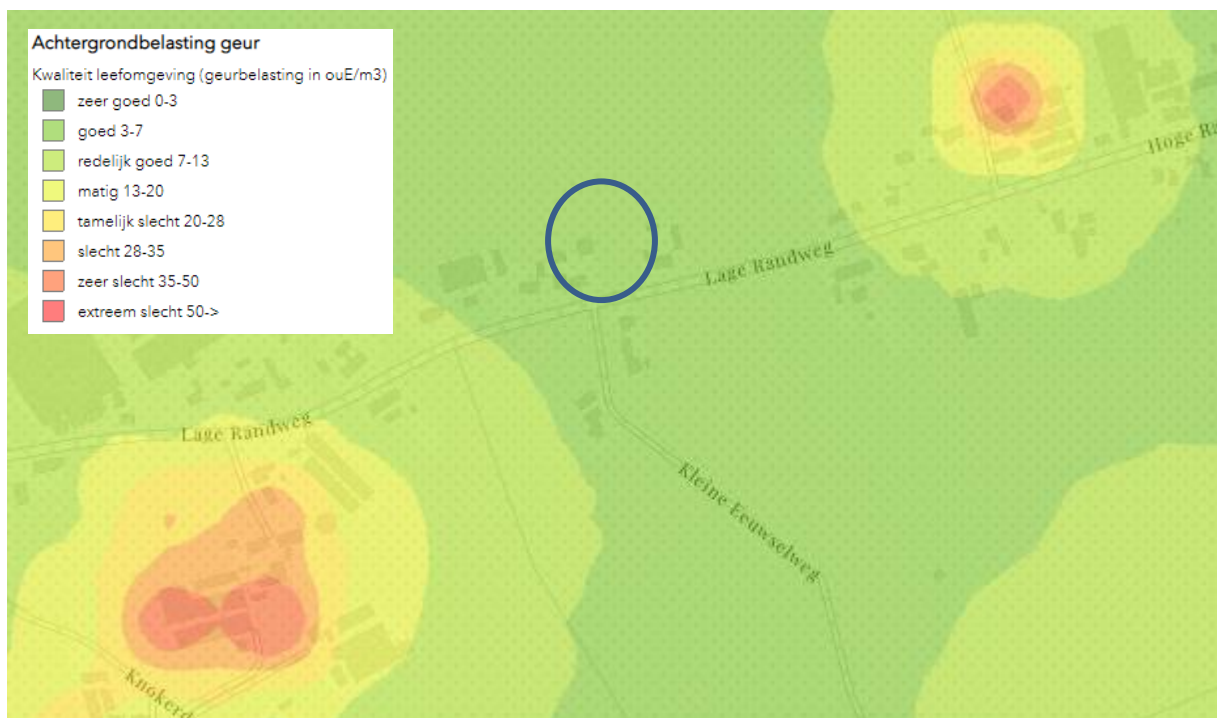 Achtergrondbelasting geur
Kwaliteit leefomgeving (geurbelasting in ouE/m3)
zeer goed 0-3
goed 3-7
redelijk goed 7-13
matig 13-20
tamelijk slecht 20-28
slecht 28-35
zeer slecht 35-50
extreem slecht 50->
Hoge Ra
Lage Randweg
Lage Randweg
Kleine Eeuwselweg
Knokerd